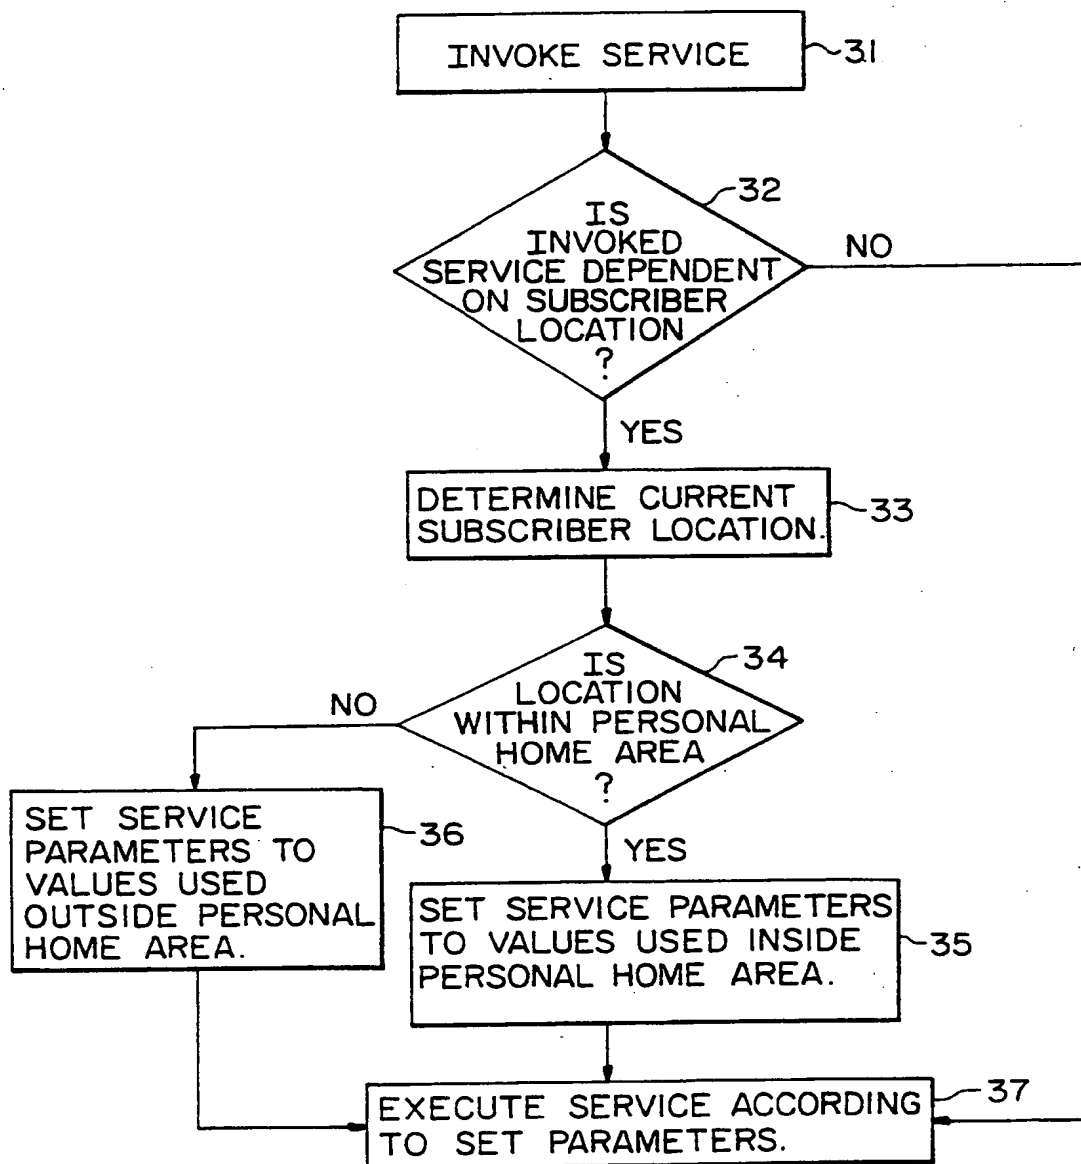 INVOKE SERVICE
31
32
IS
INVOKED
SERVICE DEPENDENT
ON SUBSCRIBER
LOCATION
?
NO
YES
DETERMINE CURRENT
SUBSCRIBER LOCATION.
33
34
IS
LOCATION
WITHIN PERSONAL
HOME AREA
?
NO
YES
SET SERVICE
PARAMETERS TO
VALUES USED
OUTSIDE PERSONAL
HOME AREA.
36
SET SERVICE PARAMETERS
TO VALUES USED INSIDE
PERSONAL HOME AREA.
35
EXECUTE SERVICE ACCORDING
TO SET PARAMETERS.
37